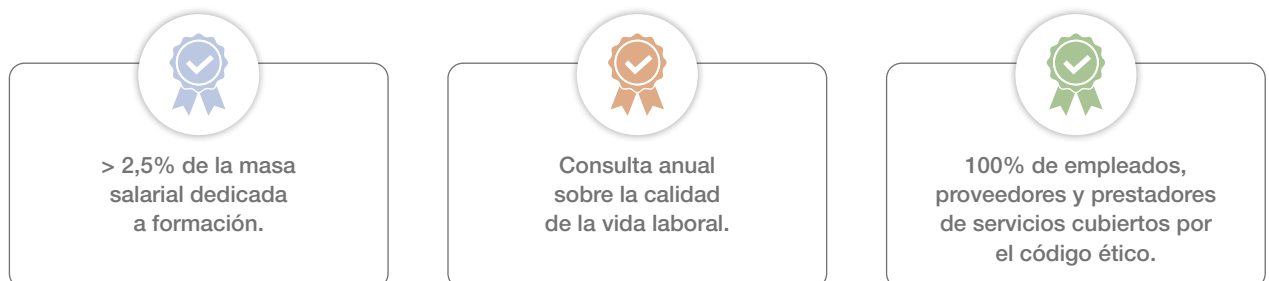 > 2,5% de la masa
salarial dedicada
a formación.
Consulta anual
sobre la calidad
de la vida laboral.
100% de empleados,
proveedores y prestadores
de servicios cubiertos por
el código ético.